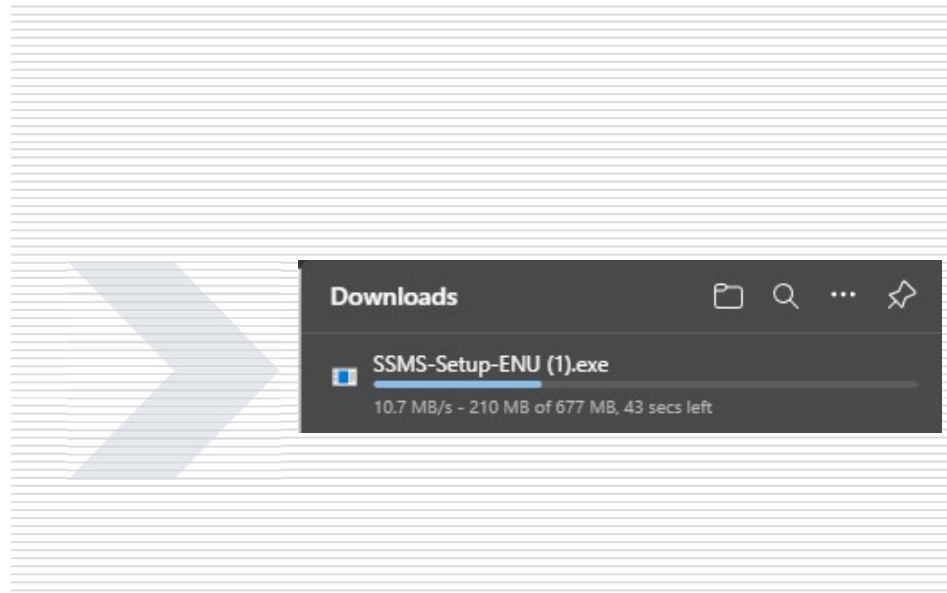 Downloads
SSMS-Setup-ENU (1).exe
10.7 MB/s - 210 MB of 677 MB, 43 secs left